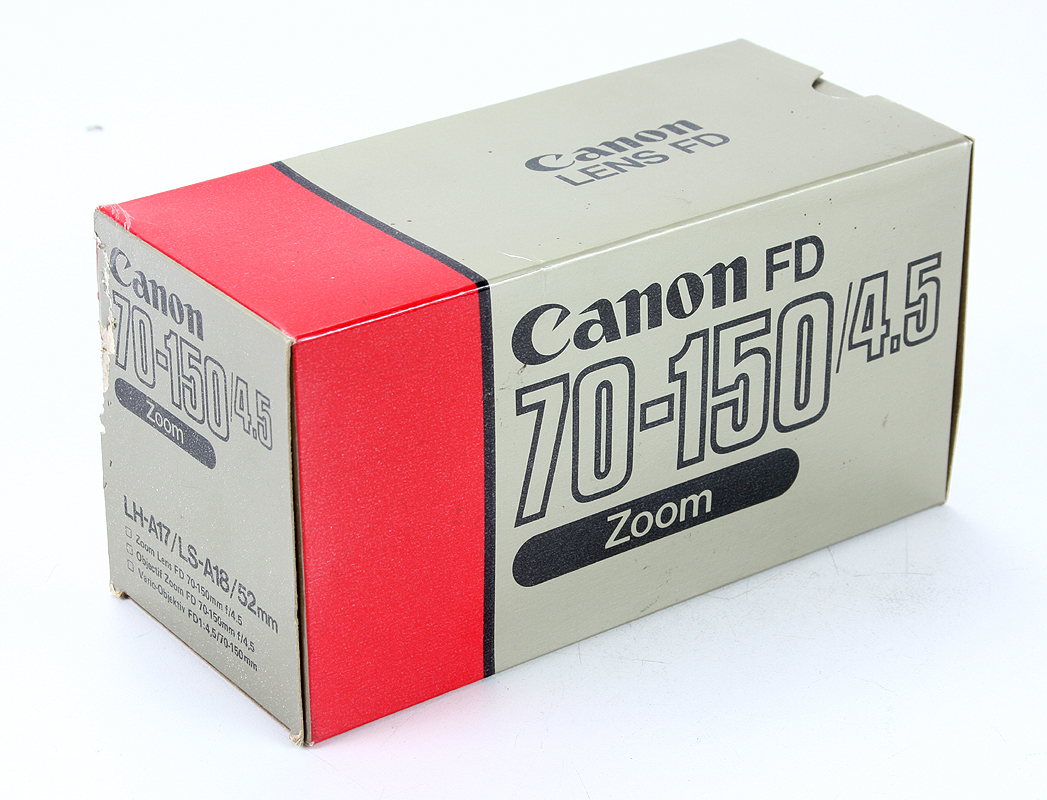 Canon
LENS FD
Canon FD
70-150/4.5
Zoom
Canon
70-150/4.5
Zoom
LH-A17/LS-A18/52mm
□ Zoom Lens FD 70-150mm f/4.5
□ Objectif Zoom FD 70-150mm f/4,5
□ Vario-Objektiv FD1:4,5/70-150mm